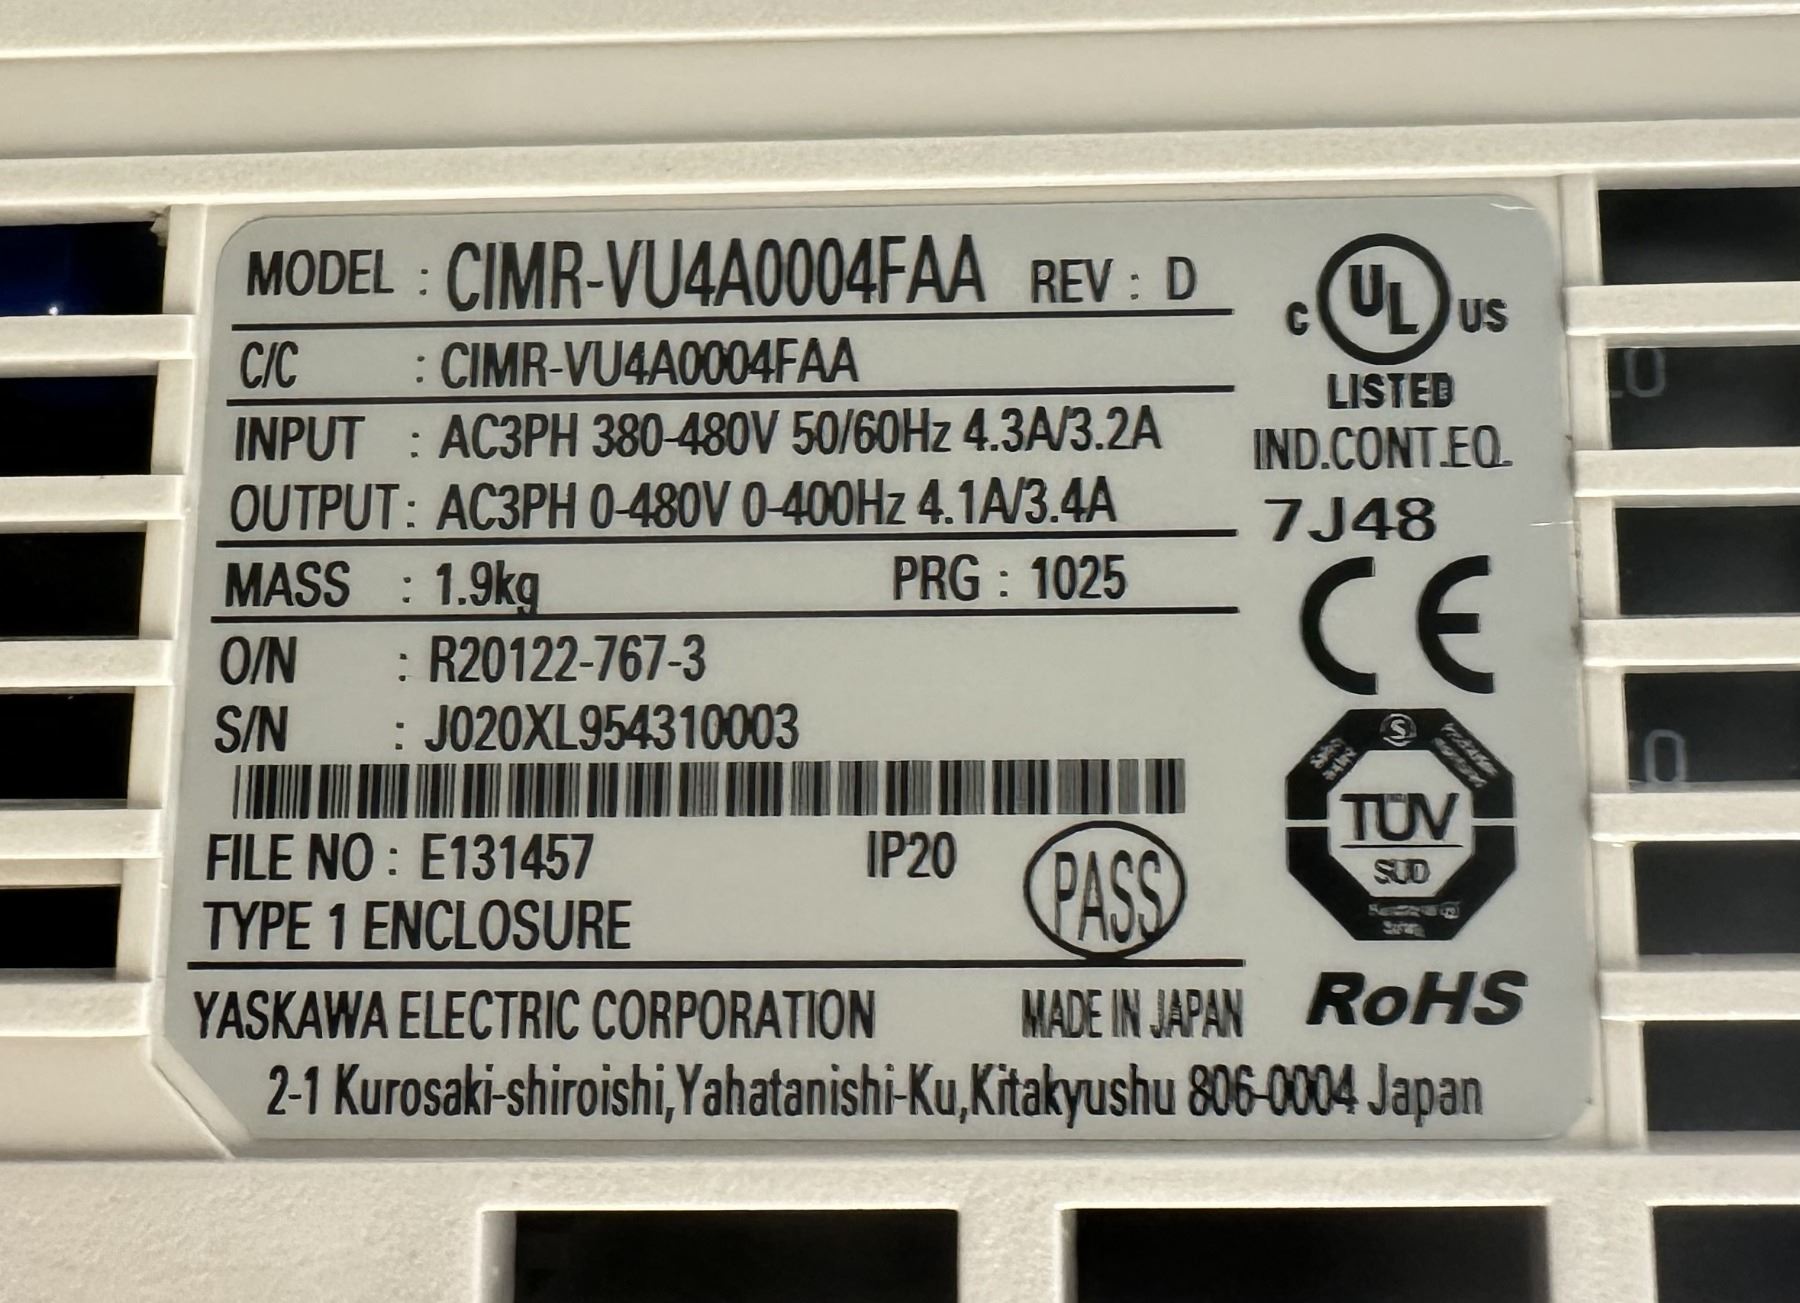 MODEL : CIMR-VU4A0004FAA REV : D
C/C : CIMR-VU4A0004FAA
INPUT : AC3PH 380-480V 50/60Hz 4.3A/3.2A
OUTPUT : AC3PH 0-480V 0-400Hz 4.1A/3.4A
MASS : 1.9kg PRG : 1025
O/N : R20122-767-3
S/N : J020XL954310003
FILE NO : E131457 IP20 PASS
TYPE 1 ENCLOSURE
YASKAWA ELECTRIC CORPORATION MADE IN JAPAN
2-1 Kurosaki-shiroishi,Yahatanishi-Ku,Kitakyushu 806-0004 Japan
C UL US
LISTED
IND.CONT.EQ.
7J48
CE
TÜV
SÜD
RoHS